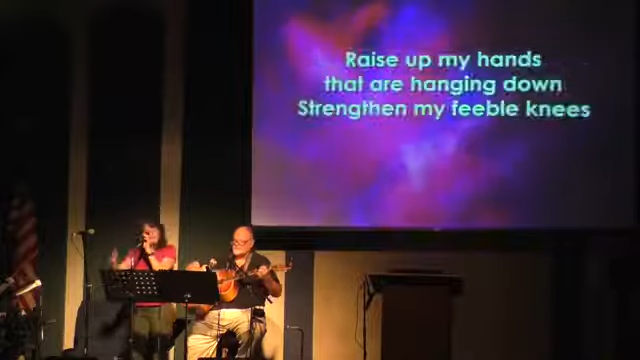 Raise up my hands
that are hanging down
Strengthen my feeble knees